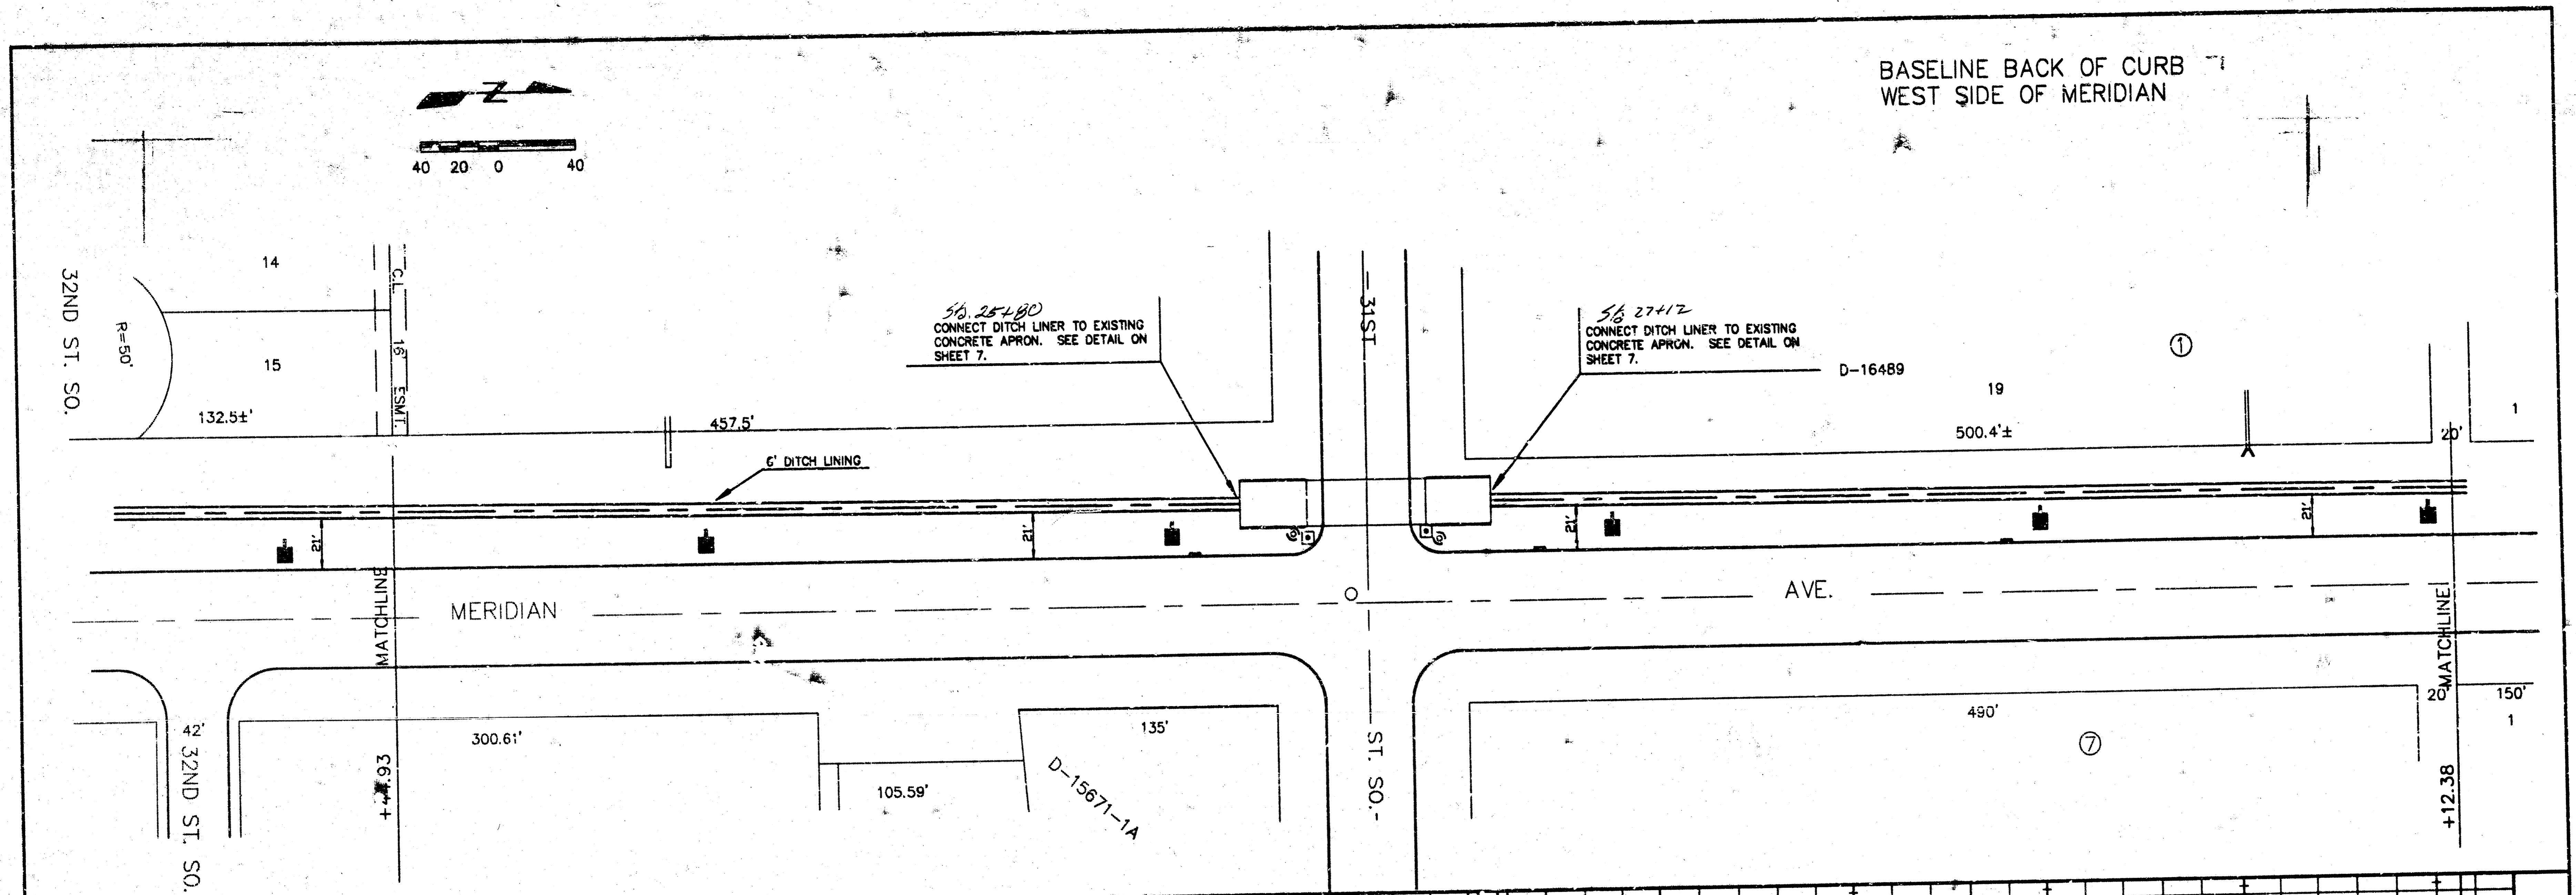 BASELINE BACK OF CURB
WEST SIDE OF MERIDIAN
Z
40 20 0 40
32ND ST. SO.
R=50'
14
15
132.5±'
C.L. 16' ESMT.
457.5'
6' DITCH LINING
Sta. 25+80
CONNECT DITCH LINER TO EXISTING
CONCRETE APRON. SEE DETAIL ON
SHEET 7.
31ST
Sta 27+12
CONNECT DITCH LINER TO EXISTING
CONCRETE APRON. SEE DETAIL ON
SHEET 7.
D-16489
1
19
500.4'±
20'
1
21'
21'
21'
21'
MATCHLINE
MERIDIAN
AVE.
MATCHLINE
42'
32ND ST. SO.
300.61'
105.59'
135'
D-15671-1A
ST. SO.
490'
7
20'
150'
1
+12.38